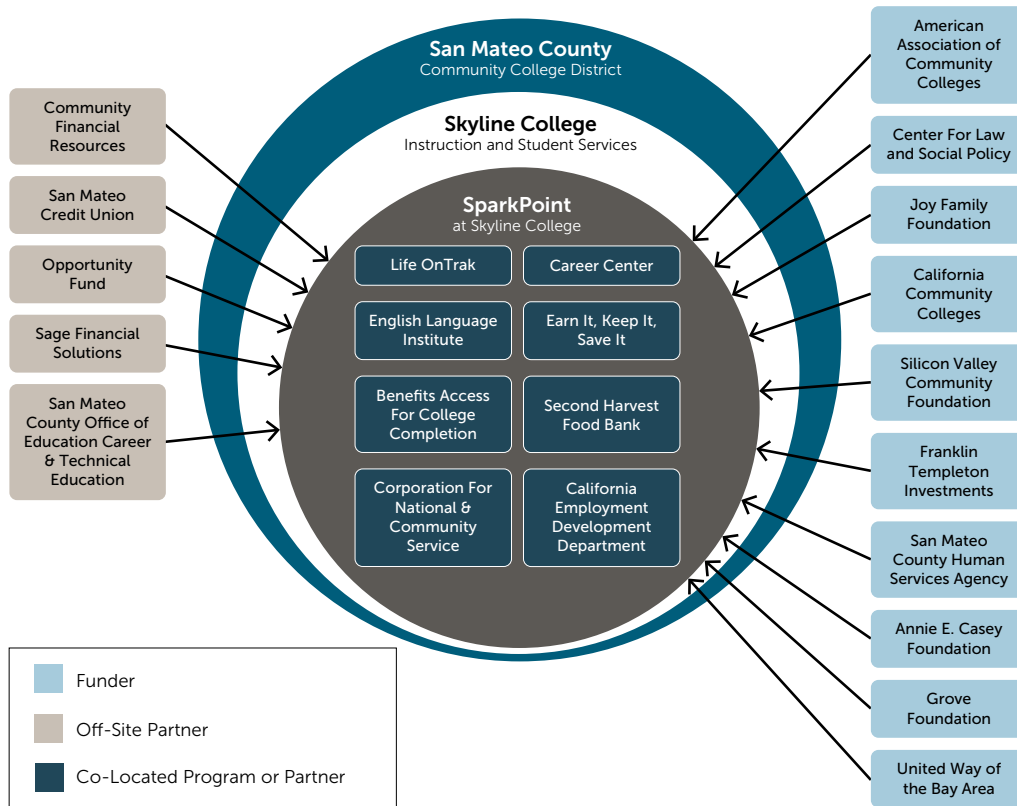 San Mateo County
Community College District
Skyline College
Instruction and Student Services
SparkPoint
at Skyline College
Life OnTrak
Career Center
English Language
Institute
Earn It, Keep It,
Save It
Benefits Access
For College
Completion
Second Harvest
Food Bank
Corporation For
National &
Community
Service
California
Employment
Development
Department
Community
Financial
Resources
San Mateo
Credit Union
Opportunity
Fund
Sage Financial
Solutions
San Mateo
County Office of
Education Career
& Technical
Education
American
Association of
Community
Colleges
Center For Law
and Social Policy
Joy Family
Foundation
California
Community
Colleges
Silicon Valley
Community
Foundation
Franklin
Templeton
Investments
San Mateo
County Human
Services Agency
Annie E. Casey
Foundation
Grove
Foundation
United Way of
the Bay Area
Funder
Off-Site Partner
Co-Located Program or Partner